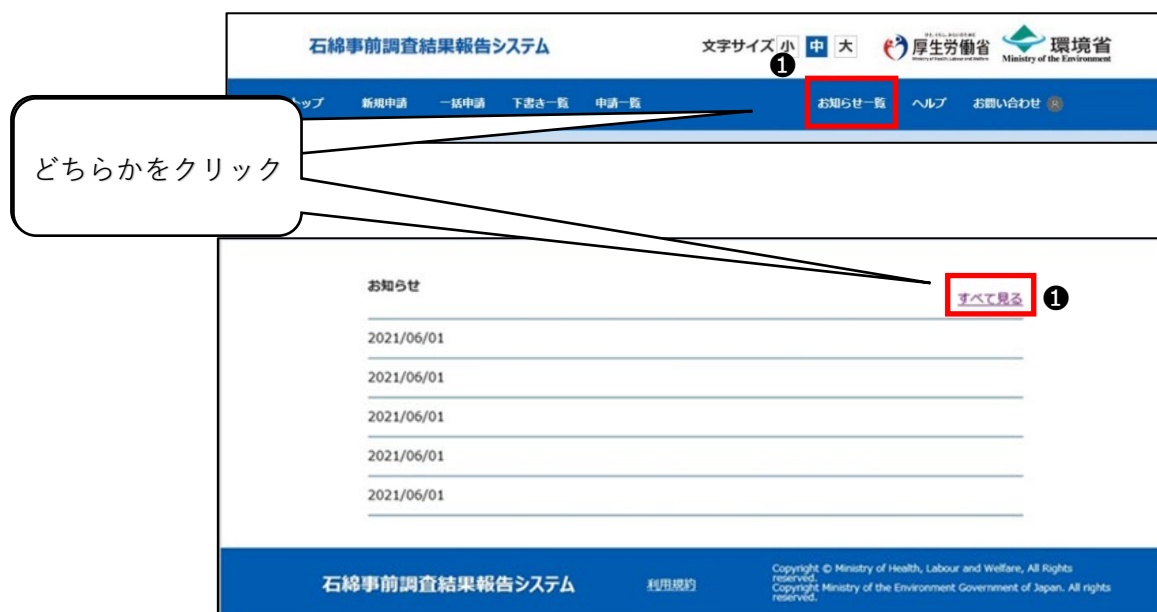 石綿事前調査結果報告システム 文字サイズ 小 中 大 厚生労働省 環境省
Ministry of the Environment
❶
トップ 新規申請 一括申請 下書き一覧 申請一覧 お知らせ一覧 ヘルプ お問い合わせ
どちらかをクリック
お知らせ
すべて見る ❶
2021/06/01
2021/06/01
2021/06/01
2021/06/01
2021/06/01
石綿事前調査結果報告システム 利用規約
Copyright © Ministry of Health, Labour and Welfare, All Rights
reserved.
Copyright Ministry of the Environment Government of Japan. All rights
reserved.